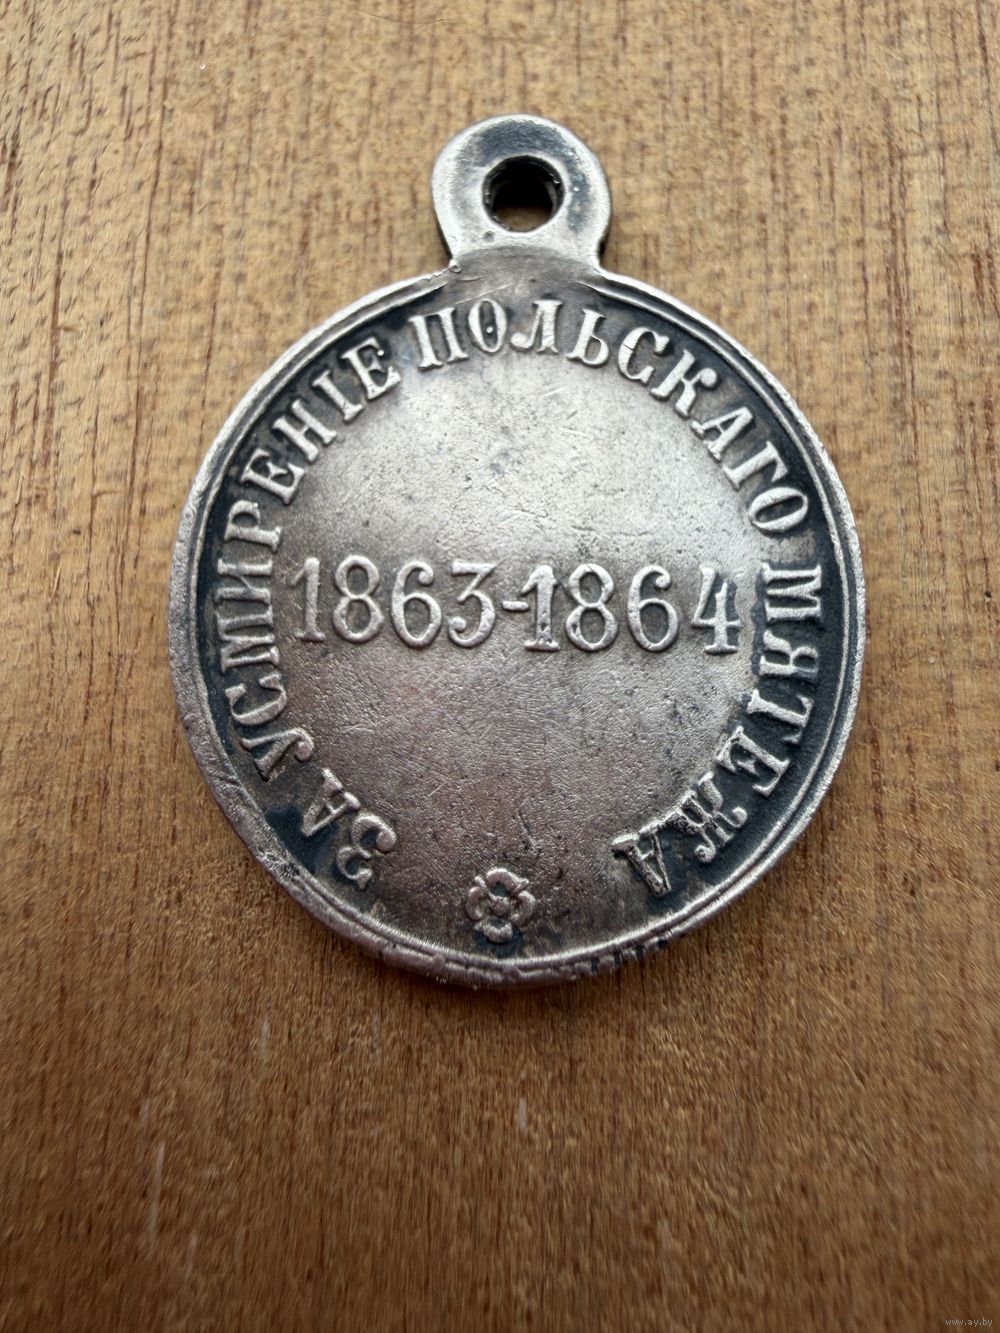 ЗА УСМИРЕНІЕ ПОЛЬСКАГО МЯТЕЖА
1863-1864
www.ay.by